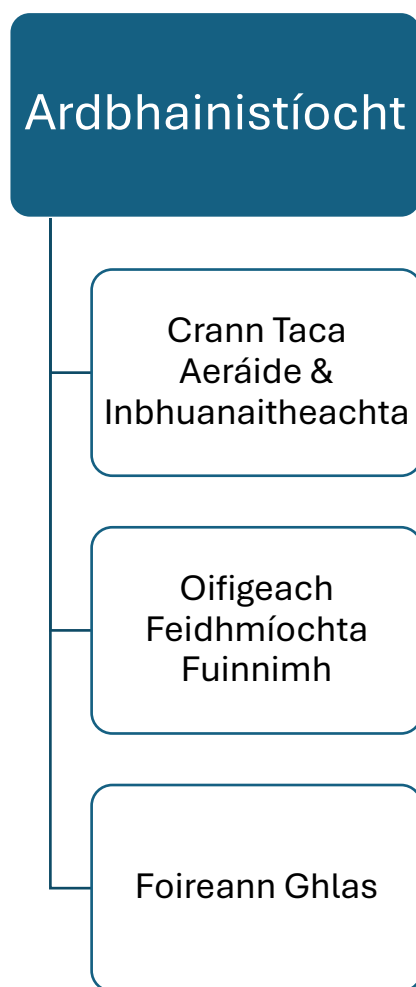 Ardbhainistíocht
Crann Taca
Aeráide &
Inbhuanaitheachta
Oifigeach
Feidhmíochta
Fuinnimh
Foireann Ghlas